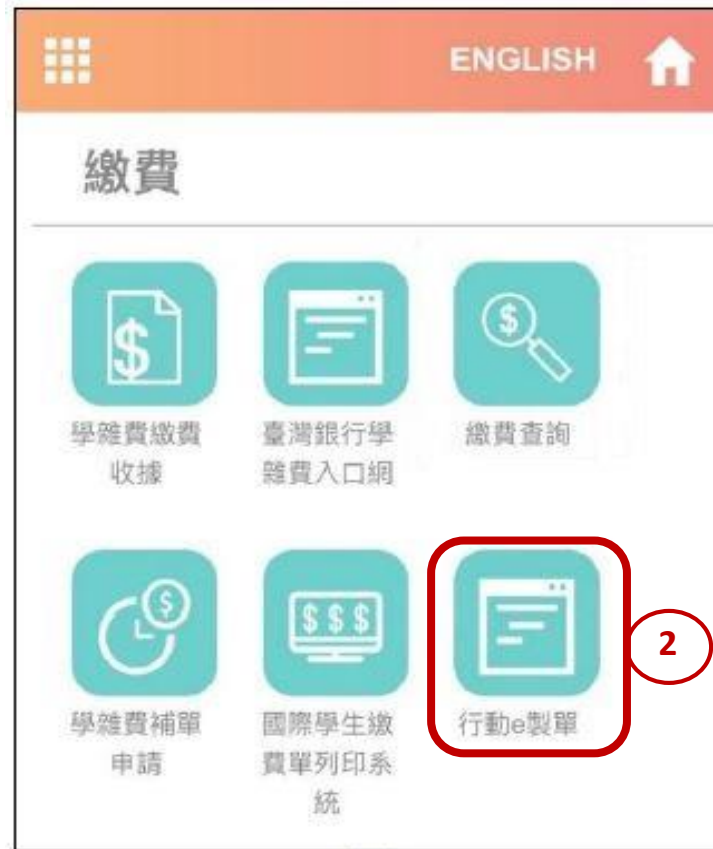 ENGLISH
繳費
$
$
學雜費繳費
收據
臺灣銀行學
雜費入口網
繳費查詢
$
$ $ $
2
學雜費補單
申請
國際學生繳
費單列印系
統
行動e製單